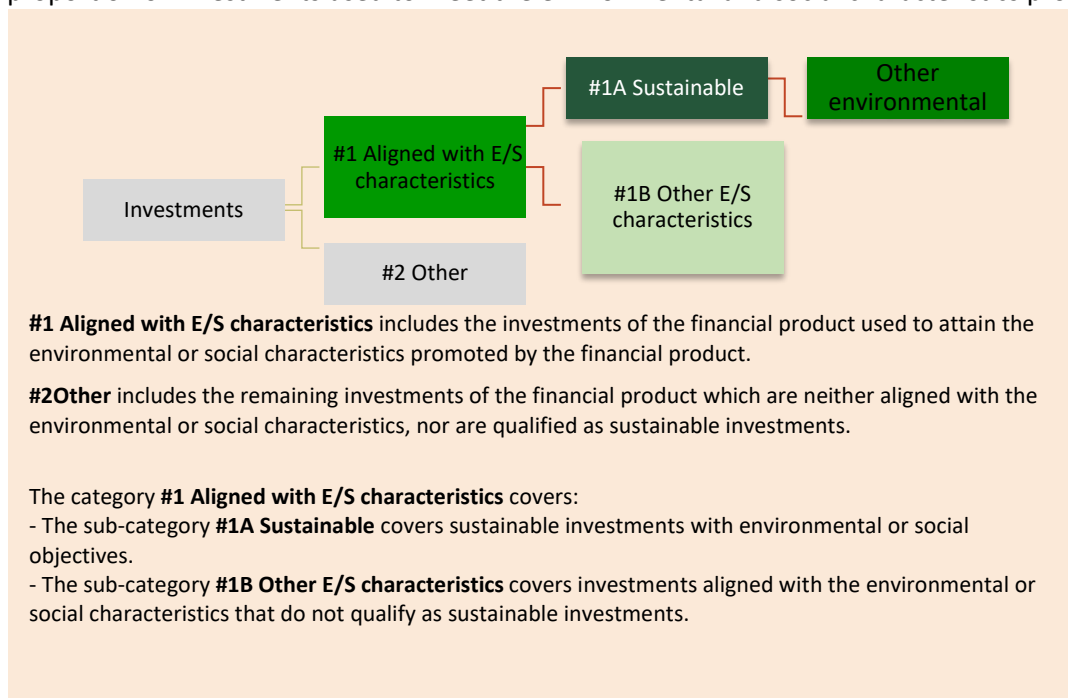 #1A Sustainable
Other
environmental
#1 Aligned with E/S
characteristics
#1B Other E/S
characteristics
Investments
#2 Other
#1 Aligned with E/S characteristics includes the investments of the financial product used to attain the
environmental or social characteristics promoted by the financial product.
#2Other includes the remaining investments of the financial product which are neither aligned with the
environmental or social characteristics, nor are qualified as sustainable investments.
The category #1 Aligned with E/S characteristics covers:
- The sub-category #1A Sustainable covers sustainable investments with environmental or social
objectives.
- The sub-category #1B Other E/S characteristics covers investments aligned with the environmental or
social characteristics that do not qualify as sustainable investments.